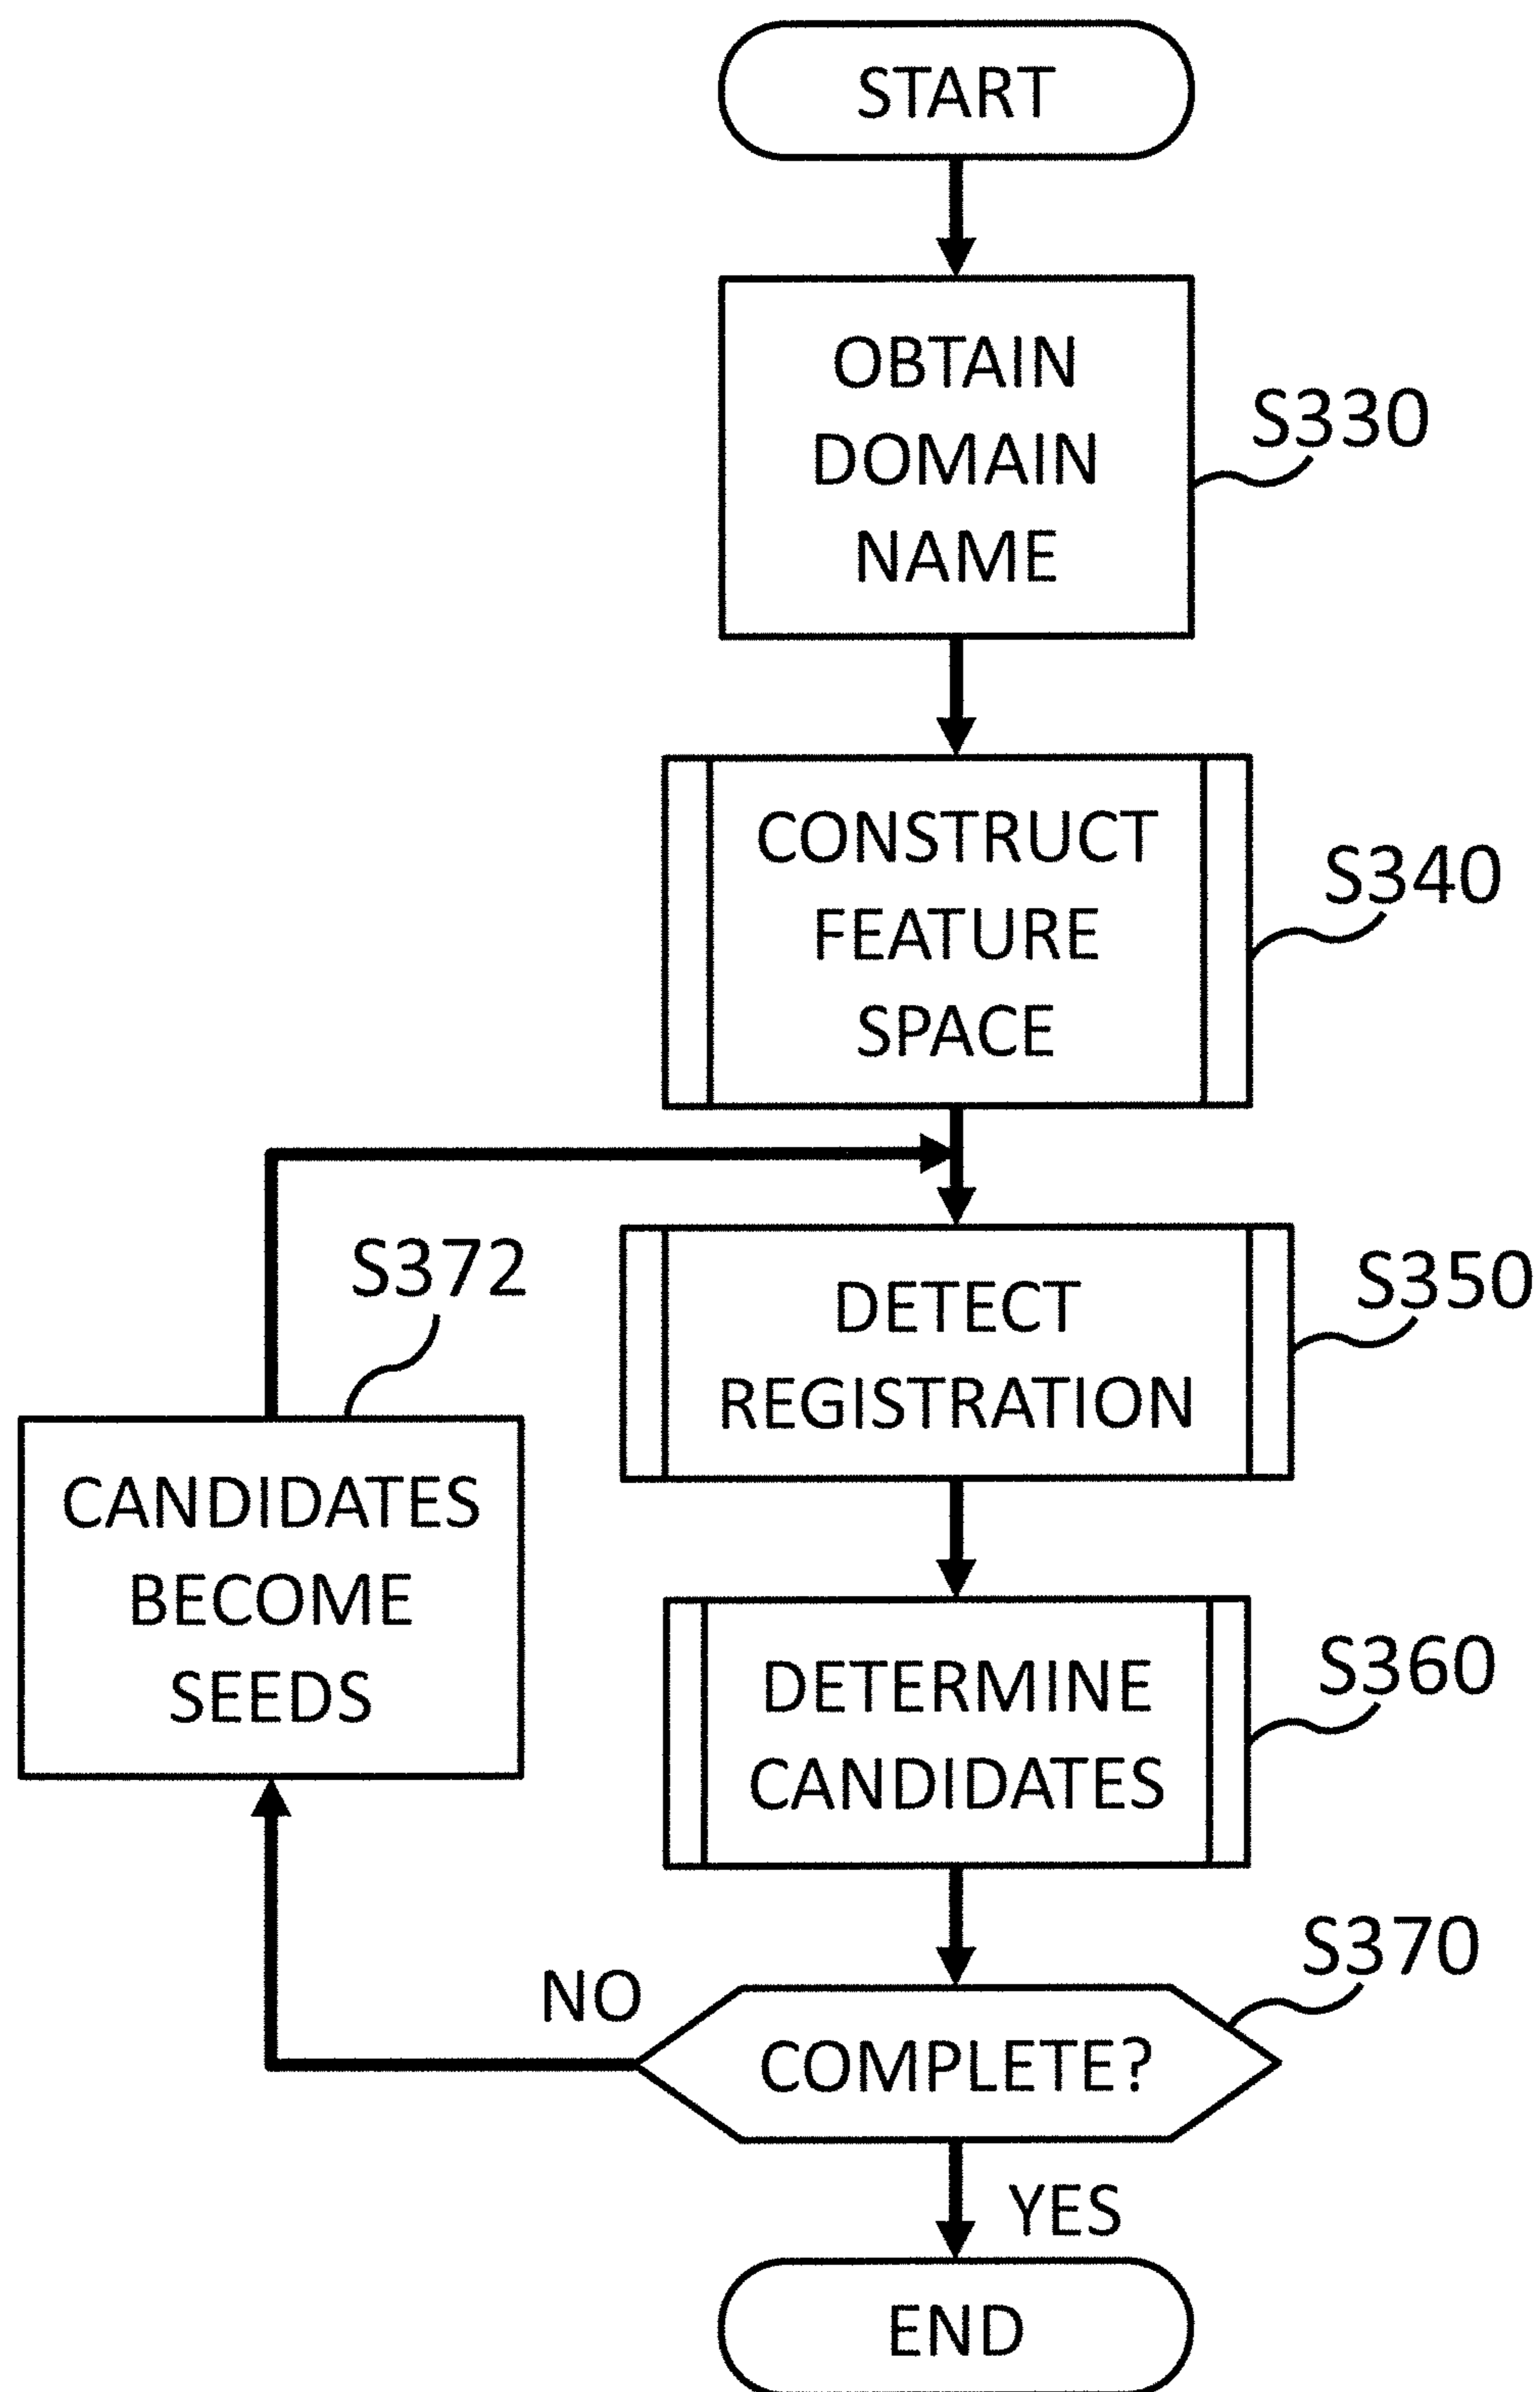 START
OBTAIN
DOMAIN
NAME
S330
CONSTRUCT
FEATURE
SPACE
S340
DETECT
REGISTRATION
S350
S372
CANDIDATES
BECOME
SEEDS
DETERMINE
CANDIDATES
S360
COMPLETE?
S370
NO
YES
END